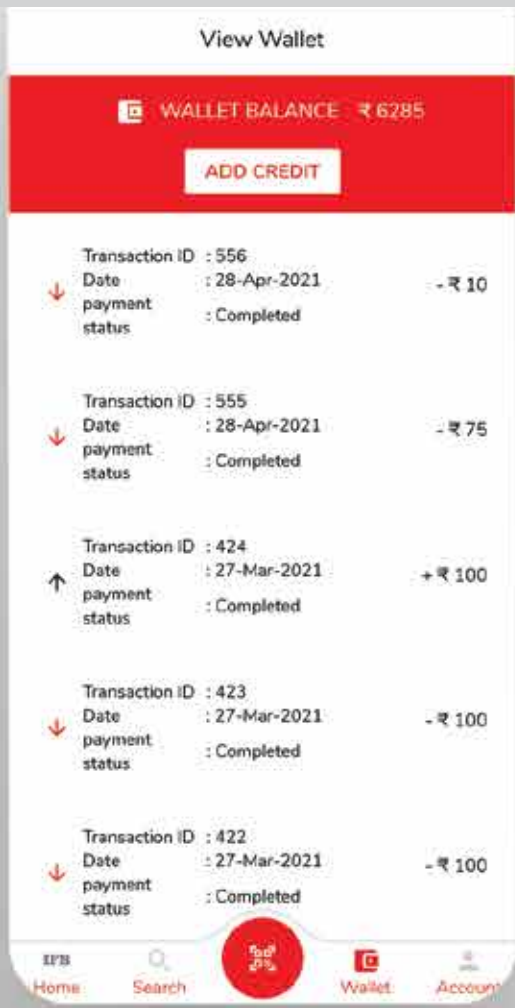 View Wallet
WALLET BALANCE ₹ 6285
ADD CREDIT
Transaction ID : 556
Date : 28-Apr-2021
- ₹ 10
payment
status : Completed
Transaction ID : 555
Date : 28-Apr-2021
- ₹ 75
payment
status : Completed
Transaction ID : 424
Date : 27-Mar-2021
+ ₹ 100
payment
status : Completed
Transaction ID : 423
Date : 27-Mar-2021
- ₹ 100
payment
status : Completed
Transaction ID : 422
Date : 27-Mar-2021
- ₹ 100
payment
status : Completed
IFB
Home Search Wallet Account